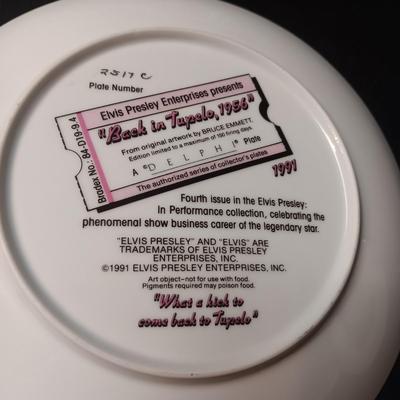 2517 C
Plate Number
Bradex No.: 84-D19-9.4
Elvis Presley Enterprises presents
"Back in Tupelo, 1956"
From original artwork by BRUCE EMMETT.
Edition limited to a maximum of 100 firing days.
A ®DELPHI® Plate
The authorized series of collector's plates
1991
Fourth issue in the Elvis Presley:
In Performance collection, celebrating the
phenomenal show business career of the legendary star.
"ELVIS PRESLEY" AND "ELVIS" ARE
TRADEMARKS OF ELVIS PRESLEY
ENTERPRISES, INC.
©1991 ELVIS PRESLEY ENTERPRISES, INC.
Art object–not for use with food.
Pigments required may poison food.
"What a kick to
come back to Tupelo"